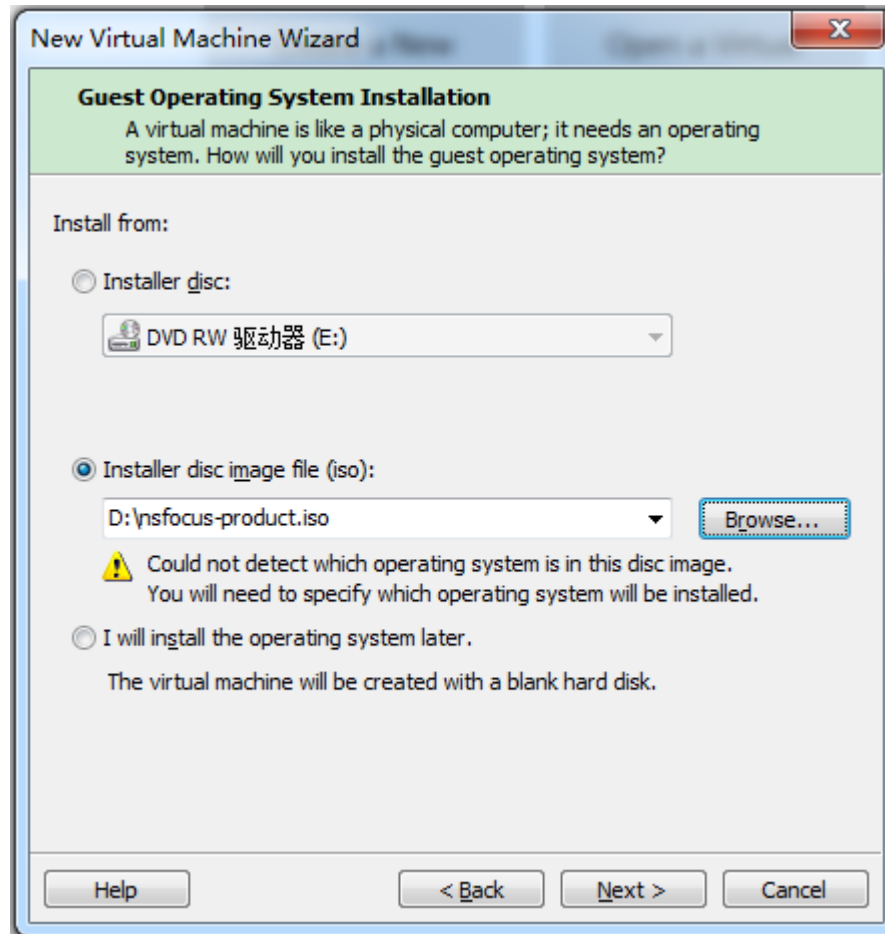 New Virtual Machine Wizard
a New
Open a Virtual
Guest Operating System Installation
A virtual machine is like a physical computer; it needs an operating
system. How will you install the guest operating system?
Install from:
Installer disc:
DVD RW 驱动器 (E:)
Installer disc image file (iso):
D:\nsfocus-product.iso
Browse...
Could not detect which operating system is in this disc image.
You will need to specify which operating system will be installed.
I will install the operating system later.
The virtual machine will be created with a blank hard disk.
Help
< Back
Next >
Cancel